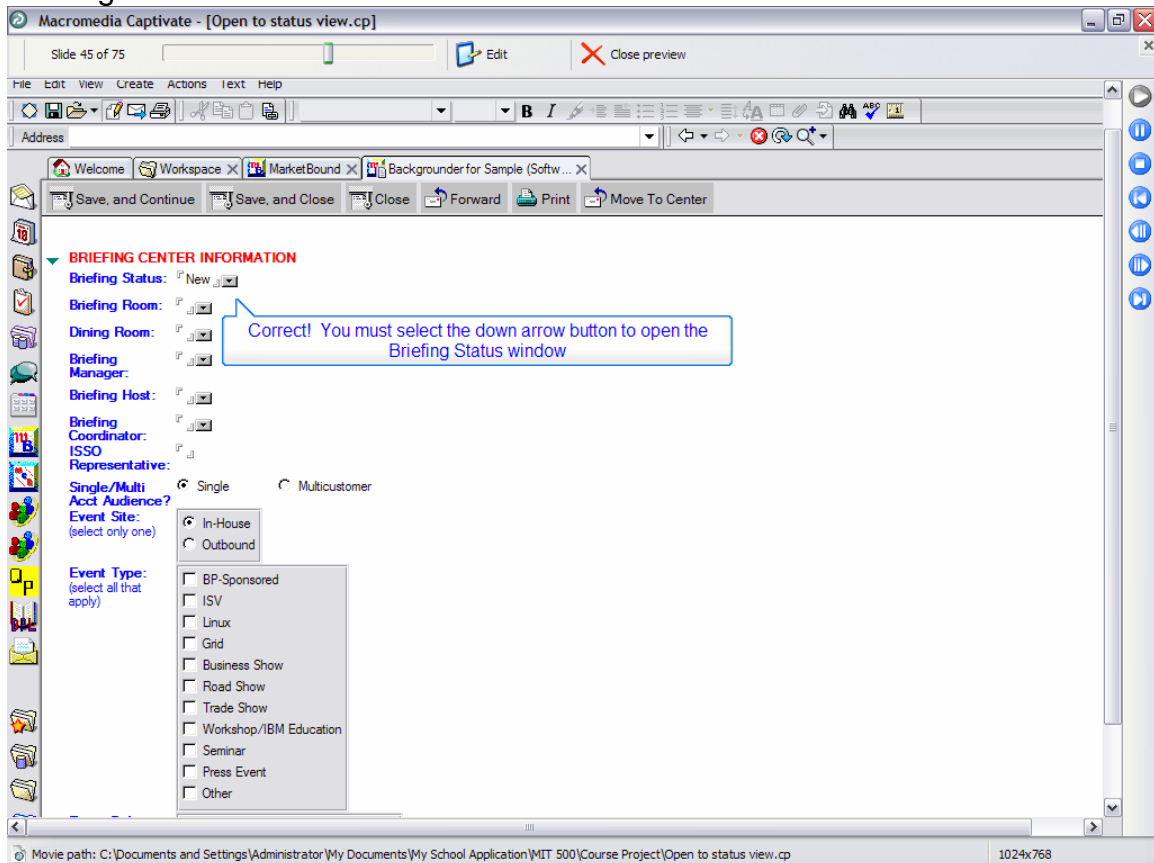 Macromedia Captivate - [Open to status view.cp]
Slide 45 of 75 Edit Close preview
File Edit View Create Actions Text Help
B I
Address
Welcome Workspace MarketBound Backgrounder for Sample (Softw...
Save, and Continue Save, and Close Close Forward Print Move To Center
BRIEFING CENTER INFORMATION
Briefing Status: New
Briefing Room:
Correct! You must select the down arrow button to open the
Briefing Status window
Dining Room:
Briefing
Manager:
Briefing Host:
Briefing
Coordinator:
ISSO
Representative:
Single/Multi Single Multicustomer
Acct Audience?
Event Site: In-House
(select only one)
Outbound
Event Type: BP-Sponsored
(select all that
apply) ISV
Linux
Grid
Business Show
Road Show
Trade Show
Workshop/IBM Education
Seminar
Press Event
Other
Movie path: C:\Documents and Settings\Administrator\My Documents\My School Application\MIT 500\Course Project\Open to status view.cp 1024x768